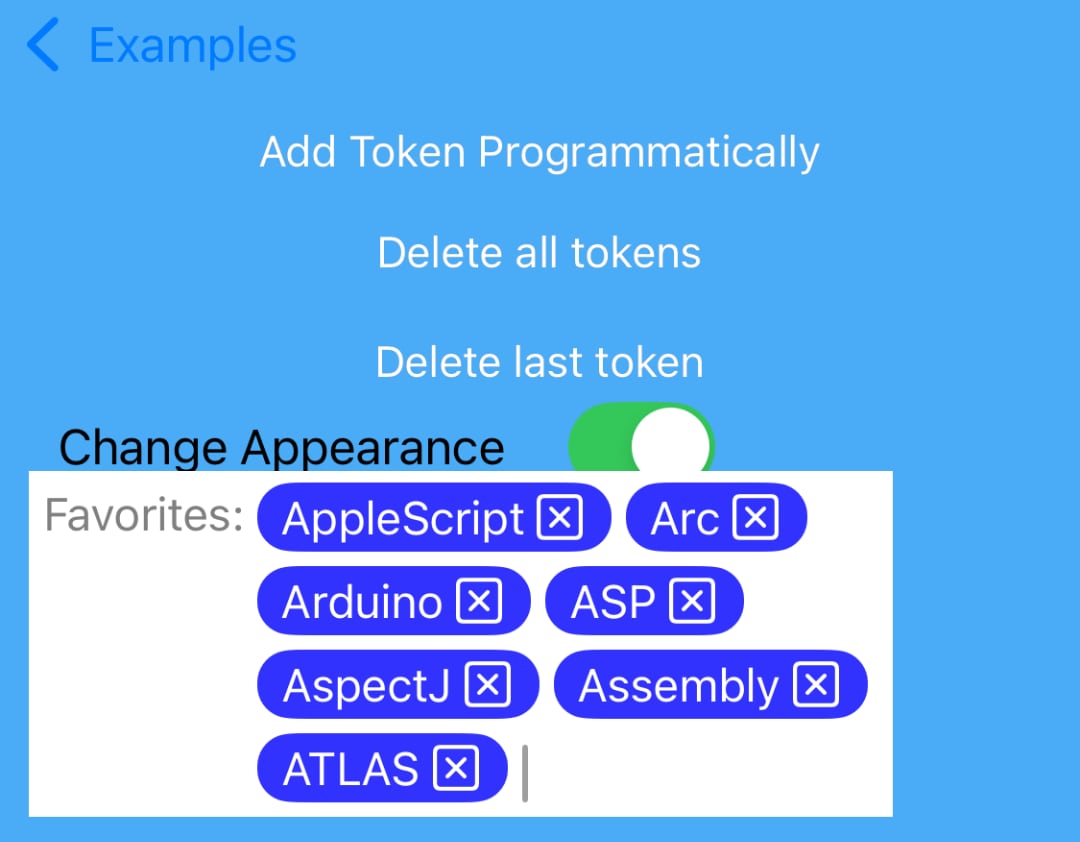 Examples
Add Token Programmatically
Delete all tokens
Delete last token
Change Appearance
Favorites: AppleScript Arc
Arduino ASP
AspectJ Assembly
ATLAS